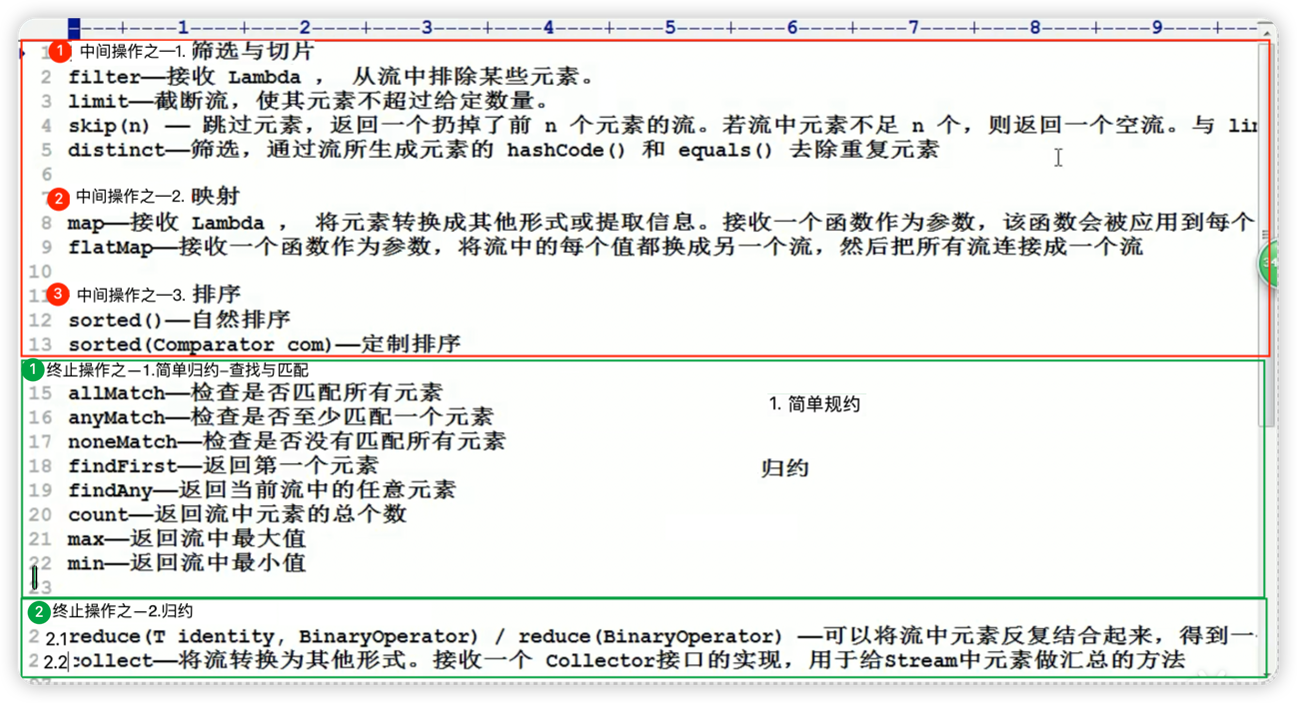 ----+----1----+----2----+----3----+----4----+----5----+----6----+----7----+----8----+----9----+---
1 1 中间操作之—1. 筛选与切片
2 filter—接收 Lambda ， 从流中排除某些元素。
3 limit—截断流，使其元素不超过给定数量。
4 skip(n) — 跳过元素，返回一个扔掉了前 n 个元素的流。若流中元素不足 n 个，则返回一个空流。与 lim
5 distinct—筛选，通过流所生成元素的 hashCode() 和 equals() 去除重复元素
6
7 2 中间操作之—2. 映射
8 map—接收 Lambda ， 将元素转换成其他形式或提取信息。接收一个函数作为参数，该函数会被应用到每个
9 flatMap—接收一个函数作为参数，将流中的每个值都换成另一个流，然后把所有流连接成一个流
10
11 3 中间操作之—3. 排序
12 sorted()—自然排序
13 sorted(Comparator com)—定制排序
1 终止操作之—1.简单归约-查找与匹配
15 allMatch—检查是否匹配所有元素
1. 简单规约
16 anyMatch—检查是否至少匹配一个元素
17 noneMatch—检查是否没有匹配所有元素
18 findFirst—返回第一个元素
归约
19 findAny—返回当前流中的任意元素
20 count—返回流中元素的总个数
21 max—返回流中最大值
22 min—返回流中最小值
23
2 终止操作之—2.归约
2 2.1reduce(T identity, BinaryOperator) / reduce(BinaryOperator) —可以将流中元素反复结合起来，得到一
2 2.2collect—将流转换为其他形式。接收一个 Collector接口的实现，用于给Stream中元素做汇总的方法